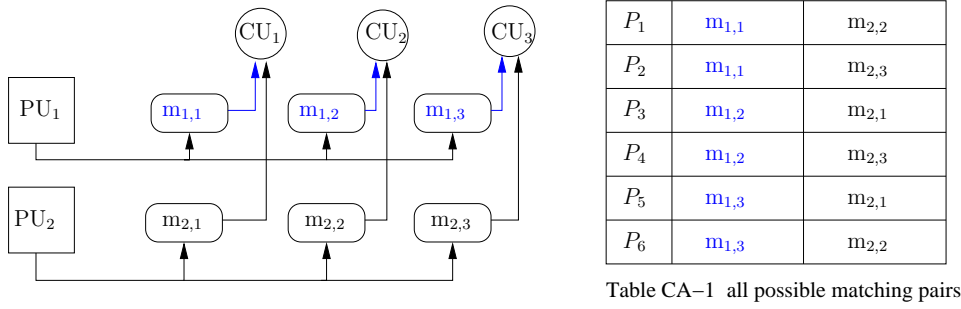 CU₁ CU₂ CU₃
PU₁ m₁,₁ m₁,₂ m₁,₃
PU₂ m₂,₁ m₂,₂ m₂,₃
P₁ m₁,₁ m₂,₂
P₂ m₁,₁ m₂,₃
P₃ m₁,₂ m₂,₁
P₄ m₁,₂ m₂,₃
P₅ m₁,₃ m₂,₁
P₆ m₁,₃ m₂,₂
Table CA–1 all possible matching pairs